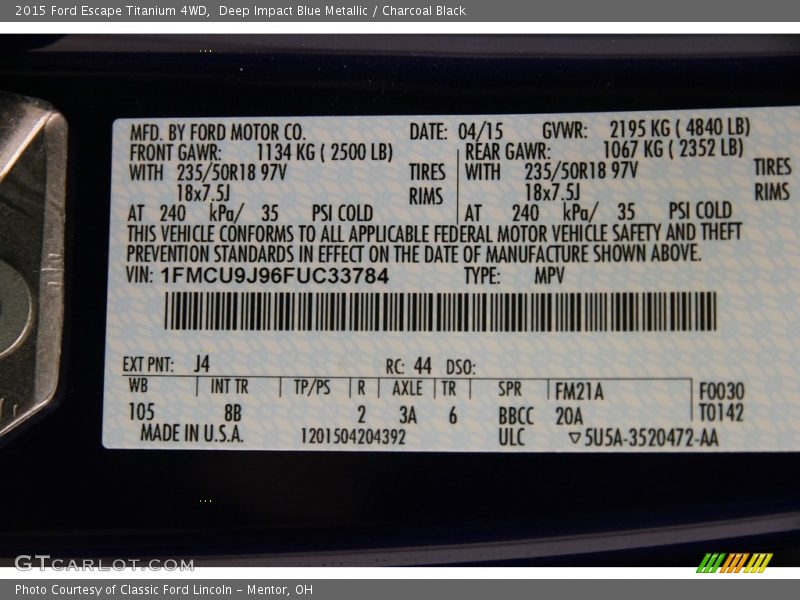 2015 Ford Escape Titanium 4WD, Deep Impact Blue Metallic / Charcoal Black
MFD. BY FORD MOTOR CO. DATE: 04/15 GVWR: 2195 KG ( 4840 LB)
FRONT GAWR: 1134 KG ( 2500 LB) REAR GAWR: 1067 KG ( 2352 LB)
WITH 235/50R18 97V TIRES WITH 235/50R18 97V TIRES
18x7.5J RIMS 18x7.5J RIMS
AT 240 kPa/ 35 PSI COLD AT 240 kPa/ 35 PSI COLD
THIS VEHICLE CONFORMS TO ALL APPLICABLE FEDERAL MOTOR VEHICLE SAFETY AND THEFT
PREVENTION STANDARDS IN EFFECT ON THE DATE OF MANUFACTURE SHOWN ABOVE.
VIN: 1FMCU9J96FUC33784 TYPE: MPV
EXT PNT: J4 RC: 44 DSO:
WB INT TR TP/PS R AXLE TR SPR FM21A F0030
105 8B 2 3A 6 BBCC 20A T0142
MADE IN U.S.A. 1201504204392 ULC ▽5U5A-3520472-AA
GTCARLOT.COM
Photo Courtesy of Classic Ford Lincoln - Mentor, OH